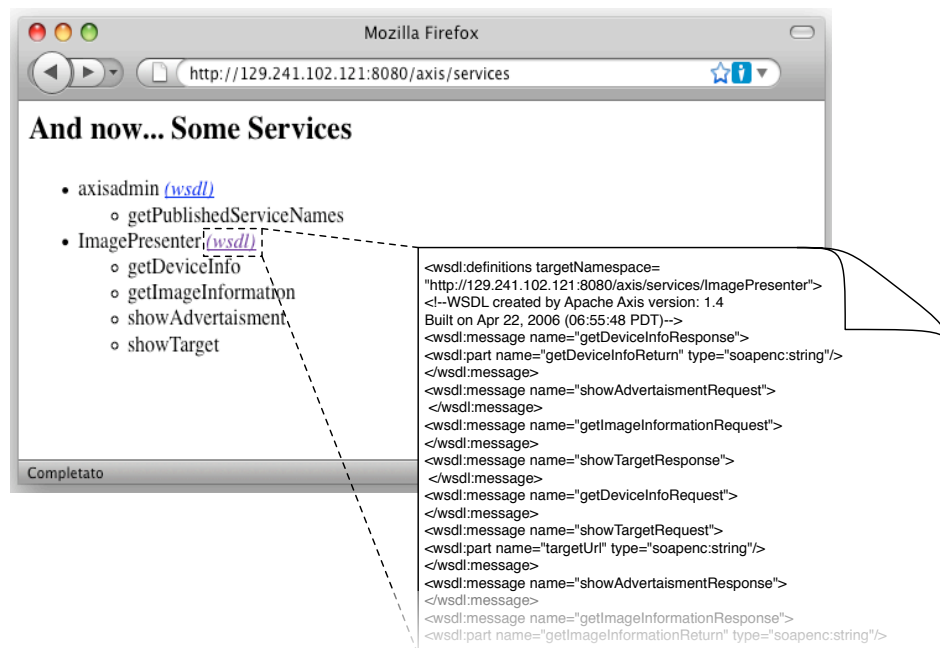 Mozilla Firefox
http://129.241.102.121:8080/axis/services
And now... Some Services
• axisadmin (wsdl)
◦ getPublishedServiceNames
• ImagePresenter (wsdl)
◦ getDeviceInfo
◦ getImageInformation
◦ showAdvertaisment
◦ showTarget
Completato
<wsdl:definitions targetNamespace=
"http://129.241.102.121:8080/axis/services/ImagePresenter">
<!--WSDL created by Apache Axis version: 1.4
Built on Apr 22, 2006 (06:55:48 PDT)-->
<wsdl:message name="getDeviceInfoResponse">
<wsdl:part name="getDeviceInfoReturn" type="soapenc:string"/>
</wsdl:message>
<wsdl:message name="showAdvertaismentRequest">
</wsdl:message>
<wsdl:message name="getImageInformationRequest">
</wsdl:message>
<wsdl:message name="showTargetResponse">
</wsdl:message>
<wsdl:message name="getDeviceInfoRequest">
</wsdl:message>
<wsdl:message name="showTargetRequest">
<wsdl:part name="targetUrl" type="soapenc:string"/>
</wsdl:message>
<wsdl:message name="showAdvertaismentResponse">
</wsdl:message>
<wsdl:message name="getImageInformationResponse">
<wsdl:part name="getImageInformationReturn" type="soapenc:string"/>